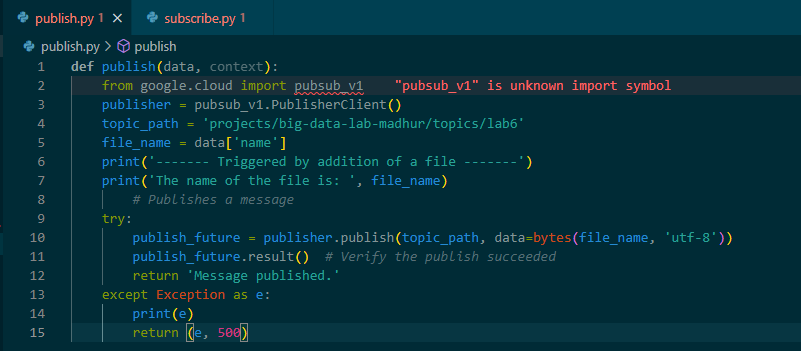 publish.py 1 × subscribe.py 1
publish.py > publish
1 def publish(data, context):
2 from google.cloud import pubsub_v1 "pubsub_v1" is unknown import symbol
3 publisher = pubsub_v1.PublisherClient()
4 topic_path = 'projects/big-data-lab-madhur/topics/lab6'
5 file_name = data['name']
6 print('------- Triggered by addition of a file -------')
7 print('The name of the file is: ', file_name)
8 # Publishes a message
9 try:
10 publish_future = publisher.publish(topic_path, data=bytes(file_name, 'utf-8'))
11 publish_future.result() # Verify the publish succeeded
12 return 'Message published.'
13 except Exception as e:
14 print(e)
15 return (e, 500)